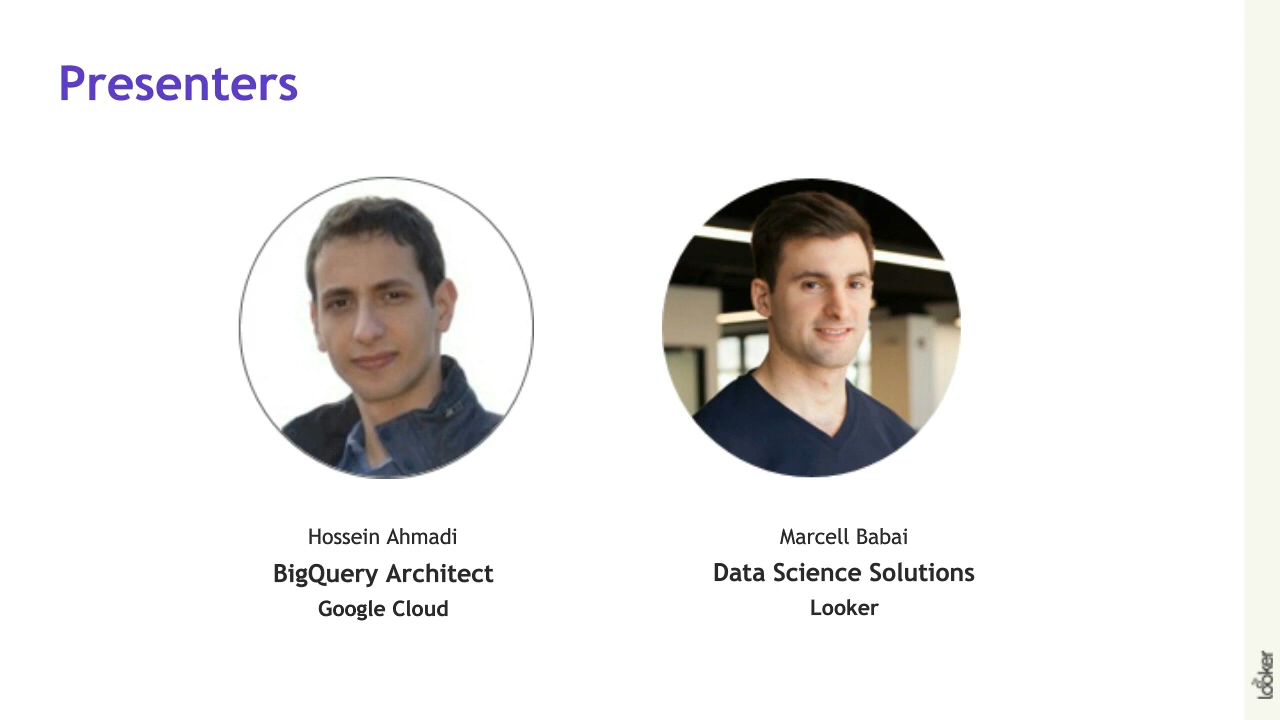 Presenters
Hossein Ahmadi
BigQuery Architect
Google Cloud
Marcell Babai
Data Science Solutions
Looker
looker